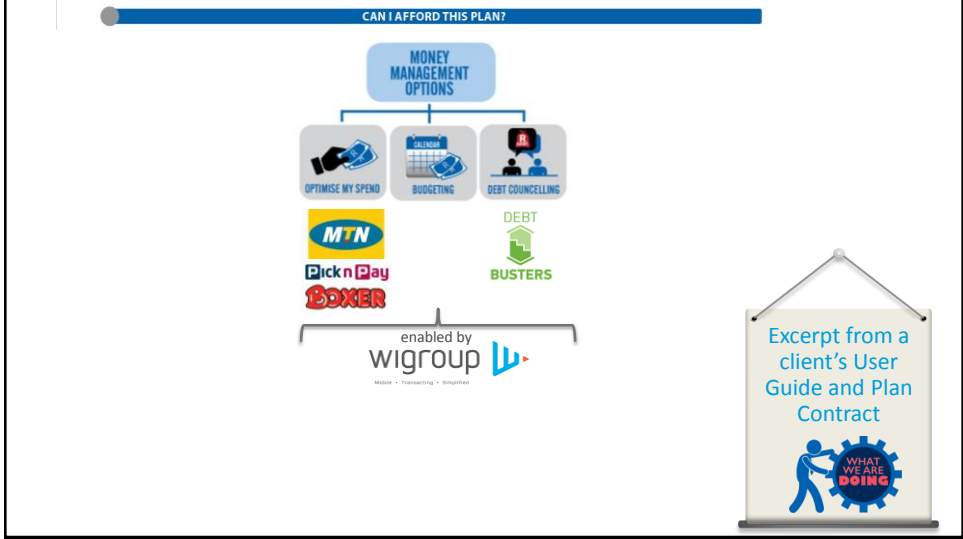 CAN I AFFORD THIS PLAN?
MONEY
MANAGEMENT
OPTIONS
CALENDAR
R
R
OPTIMISE MY SPEND
BUDGETING
DEBT COUNCELLING
MTN
Pick n Pay
BOXER
DEBT
BUSTERS
enabled by
wigroup
Mobile • Transacting • Simplified
Excerpt from a
client's User
Guide and Plan
Contract
WHAT
WE ARE
DOING